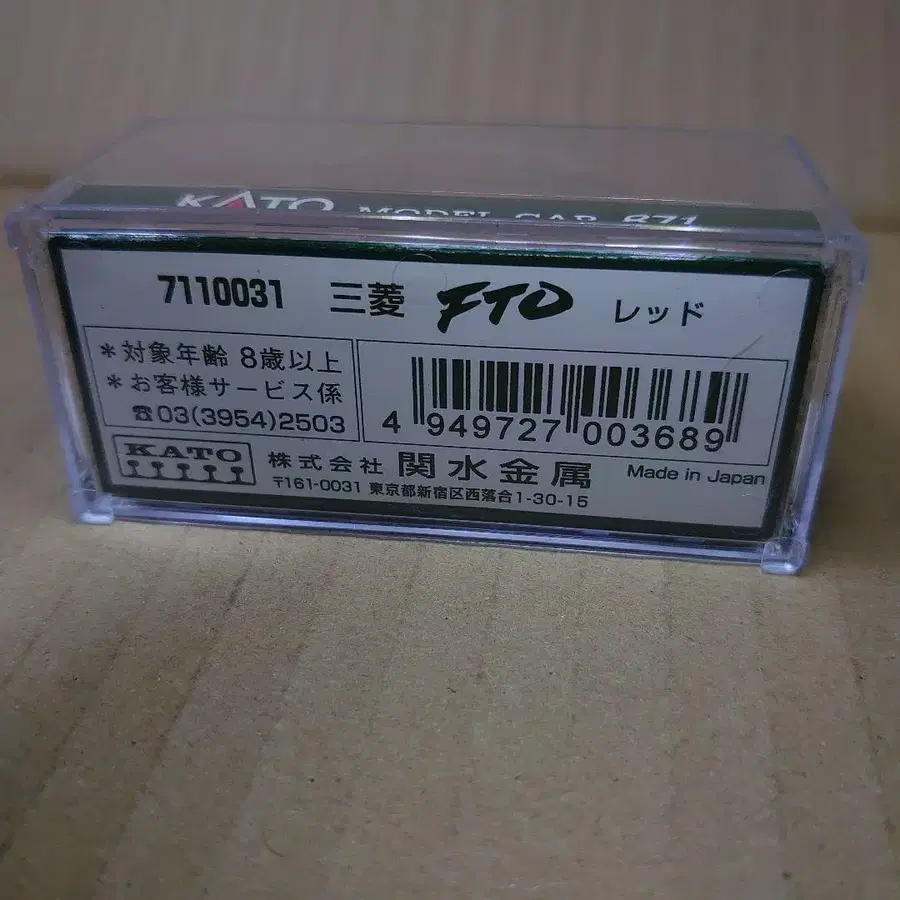 KATO MODEL CAR 871
7110031 三菱 FTO レッド
＊対象年齢 8歳以上
＊お客様サービス係
☎03(3954)2503
4 949727 003689
KATO
株式会社 関水金属 Made in Japan
〒161-0031 東京都新宿区西落合1-30-15